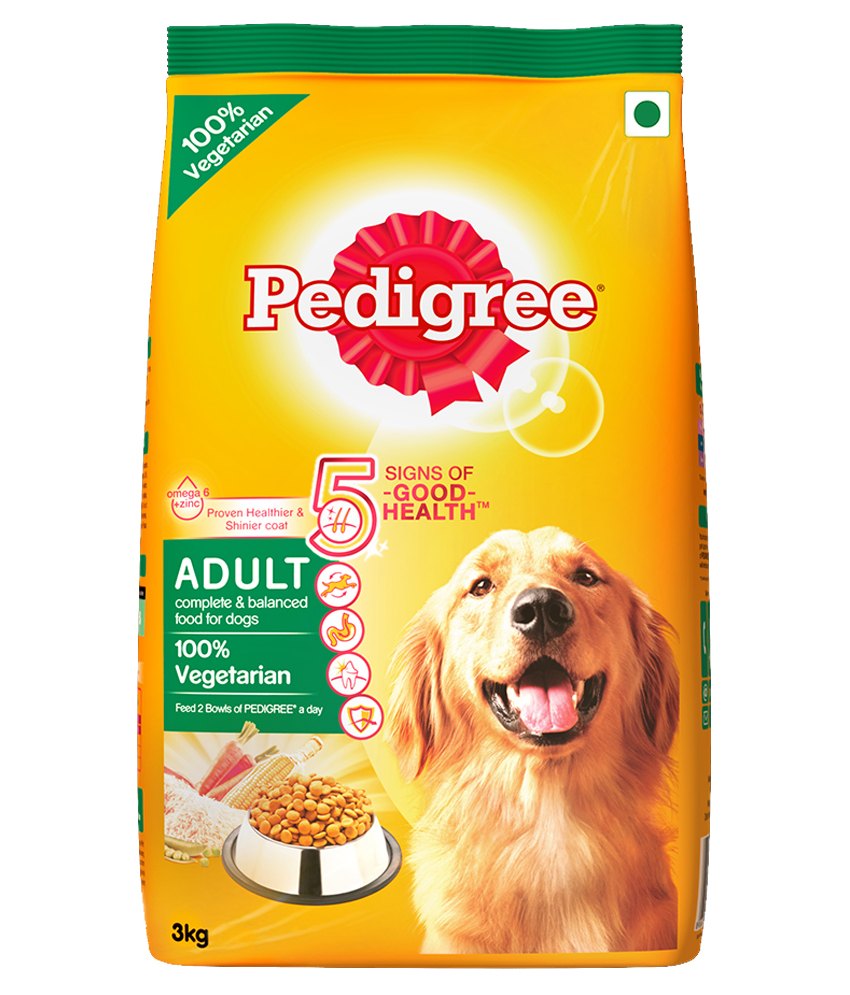 100%
Vegetarian
Pedigree®
5 SIGNS OF
-GOOD-
HEALTH™
omega 6
+zinc
Proven Healthier &
Shinier coat
ADULT
complete & balanced
food for dogs
100%
Vegetarian
Feed 2 Bowls of PEDIGREE® a day
3kg